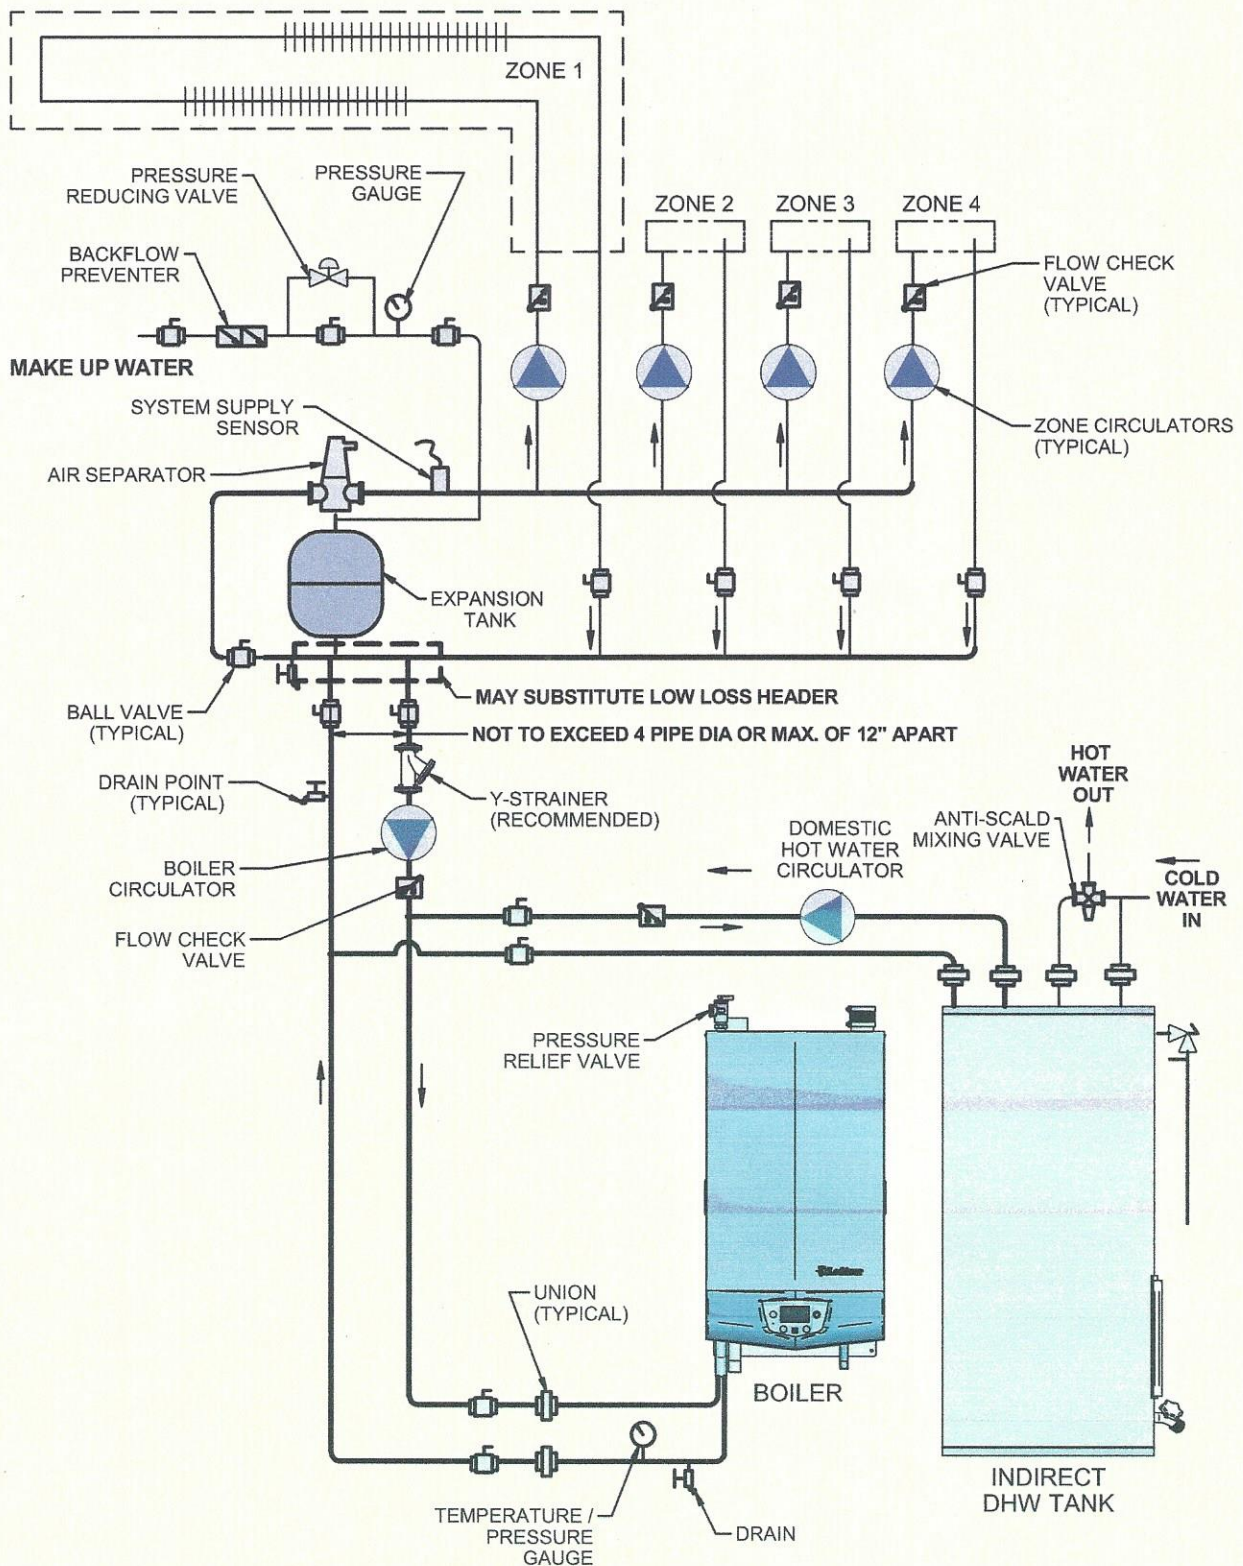 ZONE 1
PRESSURE
REDUCING VALVE
PRESSURE
GAUGE
BACKFLOW
PREVENTER
MAKE UP WATER
ZONE 2
ZONE 3
ZONE 4
FLOW CHECK
VALVE
(TYPICAL)
SYSTEM SUPPLY
SENSOR
ZONE CIRCULATORS
(TYPICAL)
AIR SEPARATOR
EXPANSION
TANK
BALL VALVE
(TYPICAL)
MAY SUBSTITUTE LOW LOSS HEADER
NOT TO EXCEED 4 PIPE DIA OR MAX. OF 12" APART
DRAIN POINT
(TYPICAL)
Y-STRAINER
(RECOMMENDED)
HOT
WATER
OUT
ANTI-SCALD
MIXING VALVE
DOMESTIC
HOT WATER
CIRCULATOR
COLD
WATER
IN
BOILER
CIRCULATOR
FLOW CHECK
VALVE
PRESSURE
RELIEF VALVE
UNION
(TYPICAL)
BOILER
INDIRECT
DHW TANK
TEMPERATURE /
PRESSURE
GAUGE
DRAIN